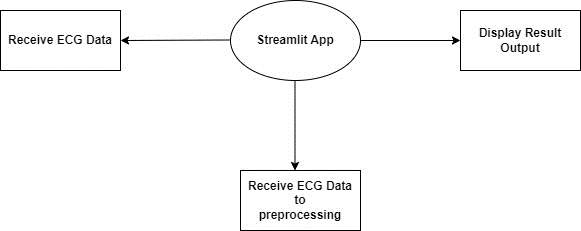 Receive ECG Data
Streamlit App
Display Result
Output
Receive ECG Data
to
preprocessing